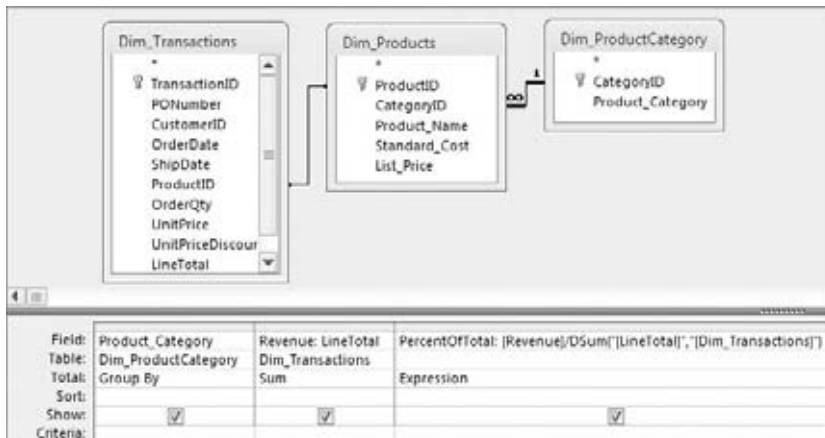 Dim_Transactions
*
TransactionID
PONumber
CustomerID
OrderDate
ShipDate
ProductID
OrderQty
UnitPrice
UnitPriceDiscour
LineTotal
Dim_Products
*
ProductID
CategoryID
Product_Name
Standard_Cost
List_Price
Dim_ProductCategory
*
CategoryID
Product_Category
∞
1
Field: Product_Category Revenue: LineTotal PercentOfTotal: [Revenue]/DSum("[LineTotal]","[Dim_Transactions]")
Table: Dim_ProductCategory Dim_Transactions
Total: Group By Sum Expression
Sort:
Show:
Criteria: